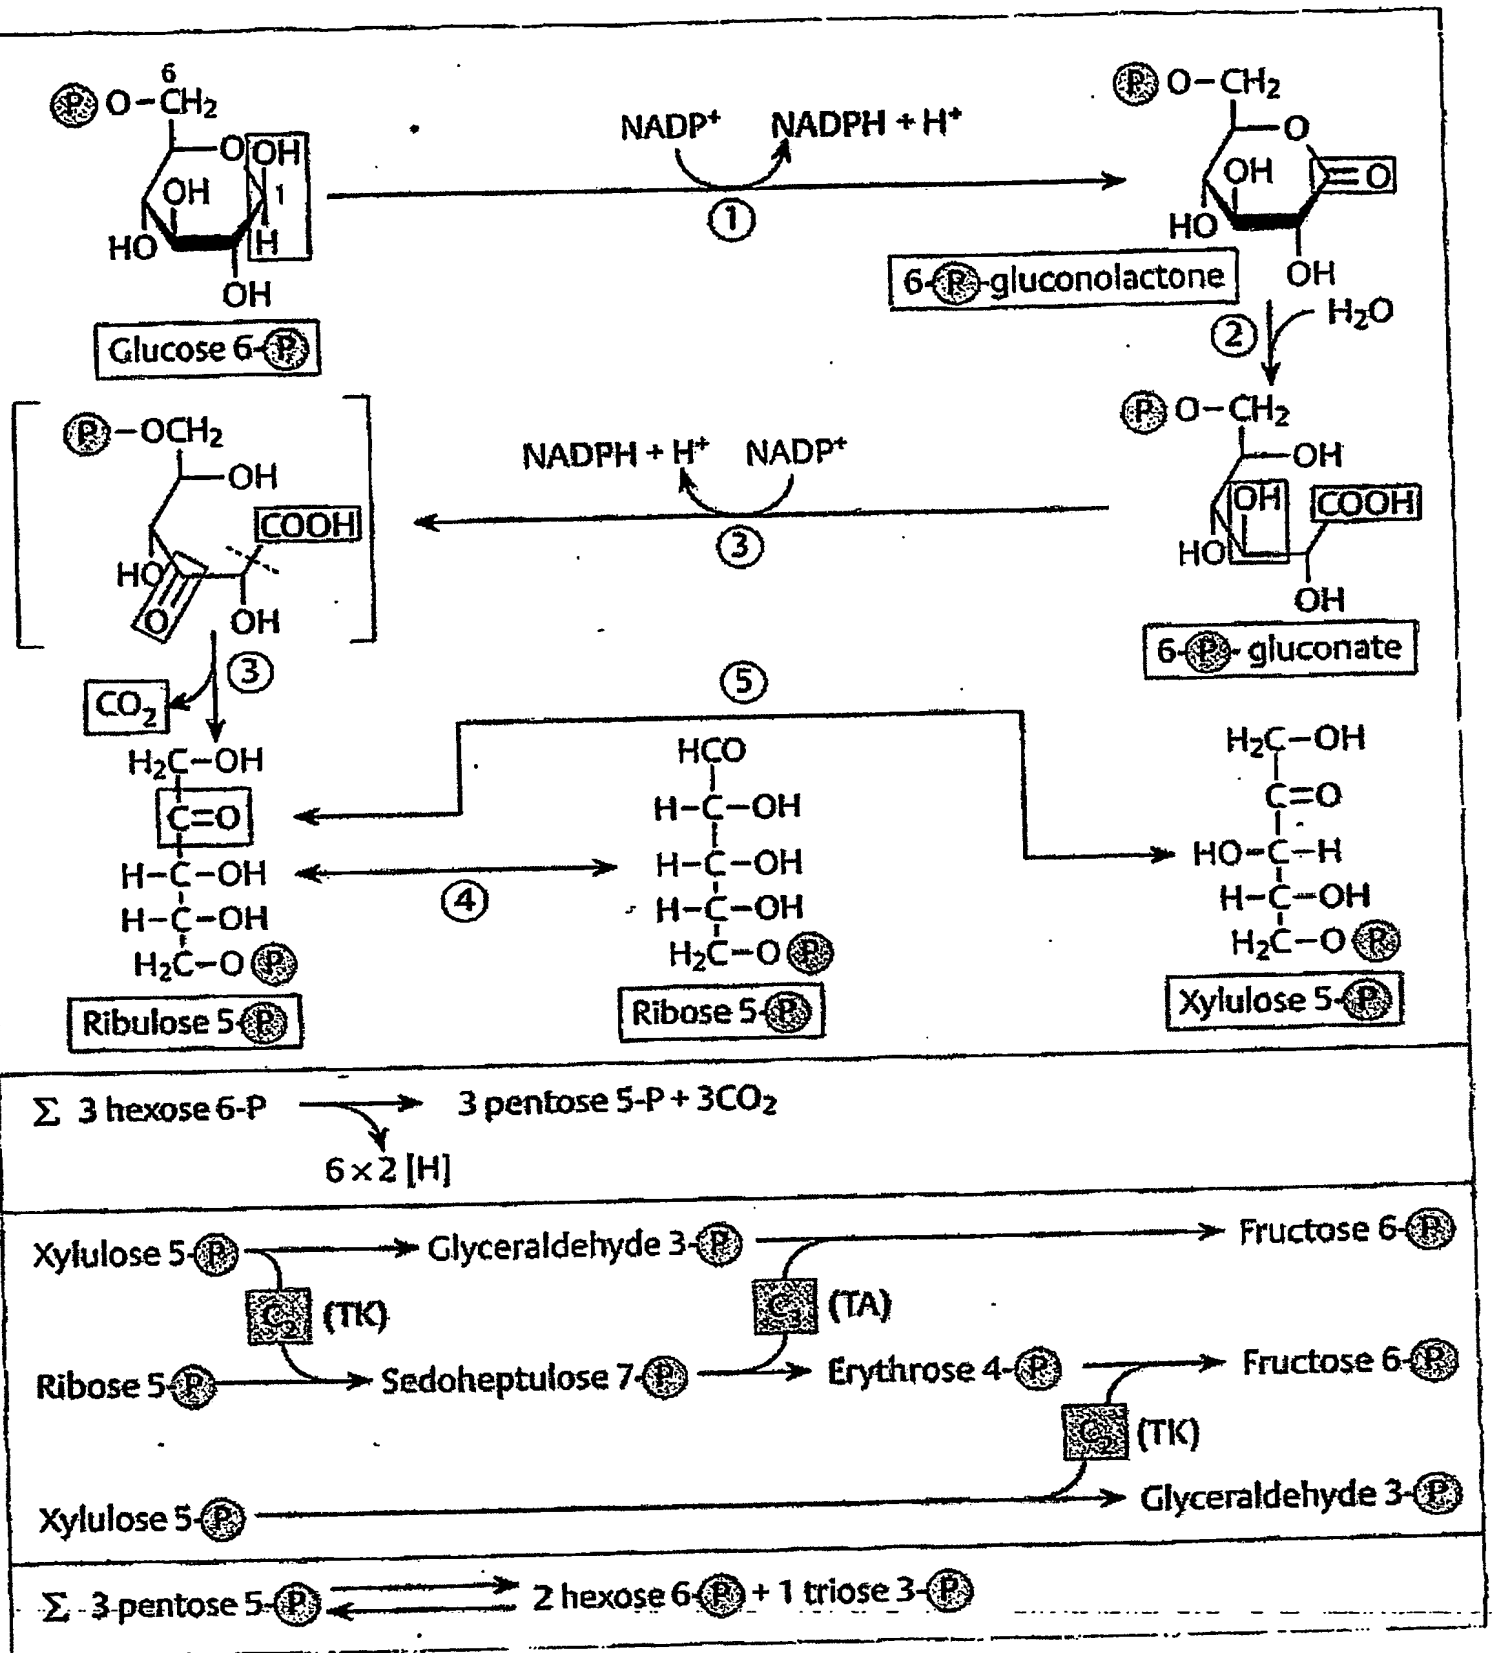 6
P O-CH2
O OH
OH
1
HO
H
OH
Glucose 6-P
NADP+ NADPH + H+
1
P O-CH2
O
OH
=O
HO
OH
6-P-gluconolactone
2
H2O
P-OCH2
OH
COOH
HO
O
OH
NADPH + H+ NADP+
3
P O-CH2
OH
OH COOH
HO
OH
6-P-gluconate
3
CO2
5
H2C-OH
C=O
H-C-OH
H-C-OH
H2C-O P
Ribulose 5-P
4
HCO
H-C-OH
H-C-OH
H-C-OH
H2C-O P
Ribose 5-P
H2C-OH
C=O
HO-C-H
H-C-OH
H2C-O P
Xylulose 5-P
Σ 3 hexose 6-P → 3 pentose 5-P + 3CO2
6 × 2 [H]
Xylulose 5-P → Glyceraldehyde 3-P → Fructose 6-P
C2 (TK) C3 (TA)
Ribose 5-P → Sedoheptulose 7-P → Erythrose 4-P → Fructose 6-P
C2 (TK)
Xylulose 5-P → Glyceraldehyde 3-P
Σ 3 pentose 5-P ⇌ 2 hexose 6-P + 1 triose 3-P